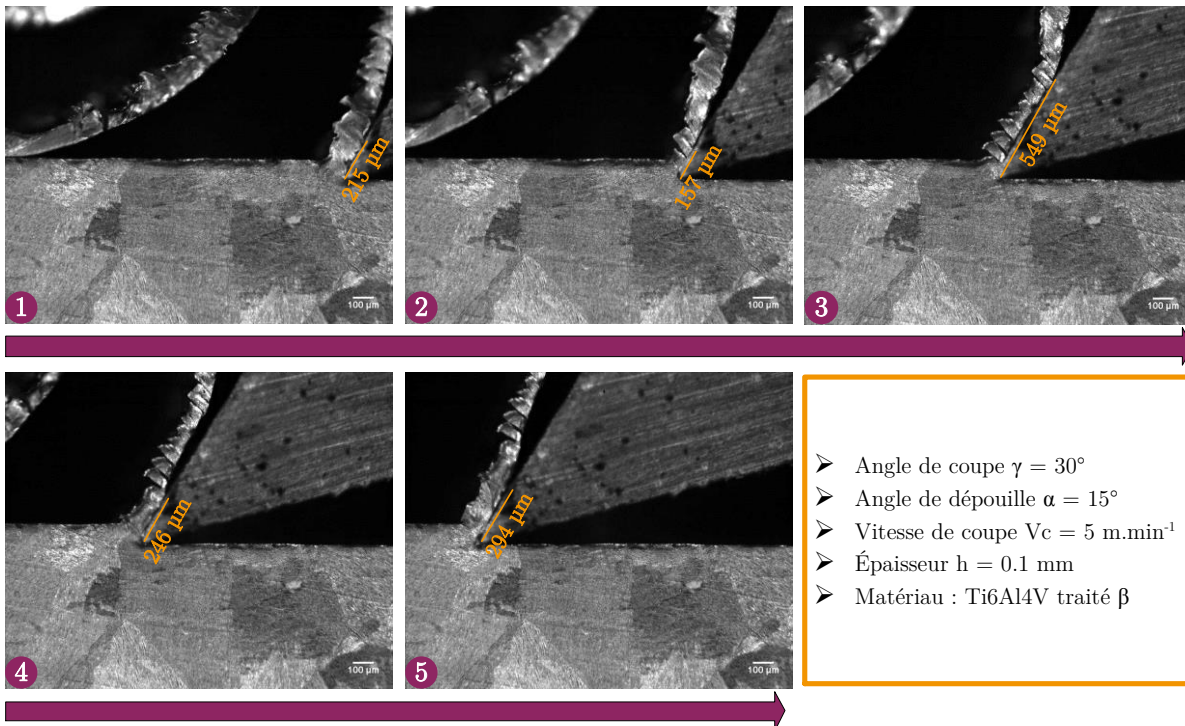 215 µm
100 µm
1
157 µm
100 µm
2
549 µm
100 µm
3
246 µm
100 µm
4
294 µm
100 µm
5
➢ Angle de coupe γ = 30°
➢ Angle de dépouille α = 15°
➢ Vitesse de coupe Vc = 5 m.min⁻¹
➢ Épaisseur h = 0.1 mm
➢ Matériau : Ti6Al4V traité β